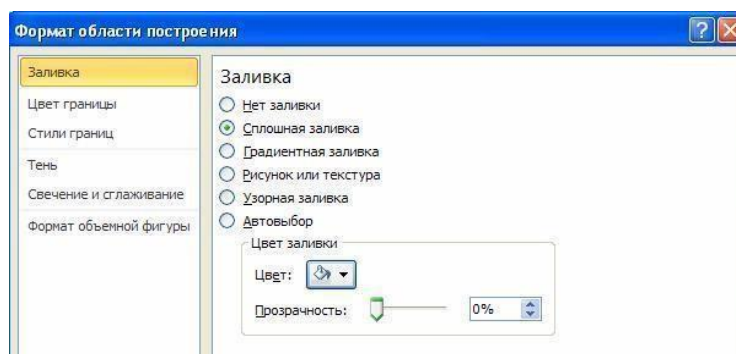 Формат области построения
Заливка
Цвет границы
Стили границ
Тень
Свечение и сглаживание
Формат объемной фигуры
Заливка
Нет заливки
Сплошная заливка
Градиентная заливка
Рисунок или текстура
Узорная заливка
Автовыбор
Цвет заливки
Цвет:
Прозрачность: 0%